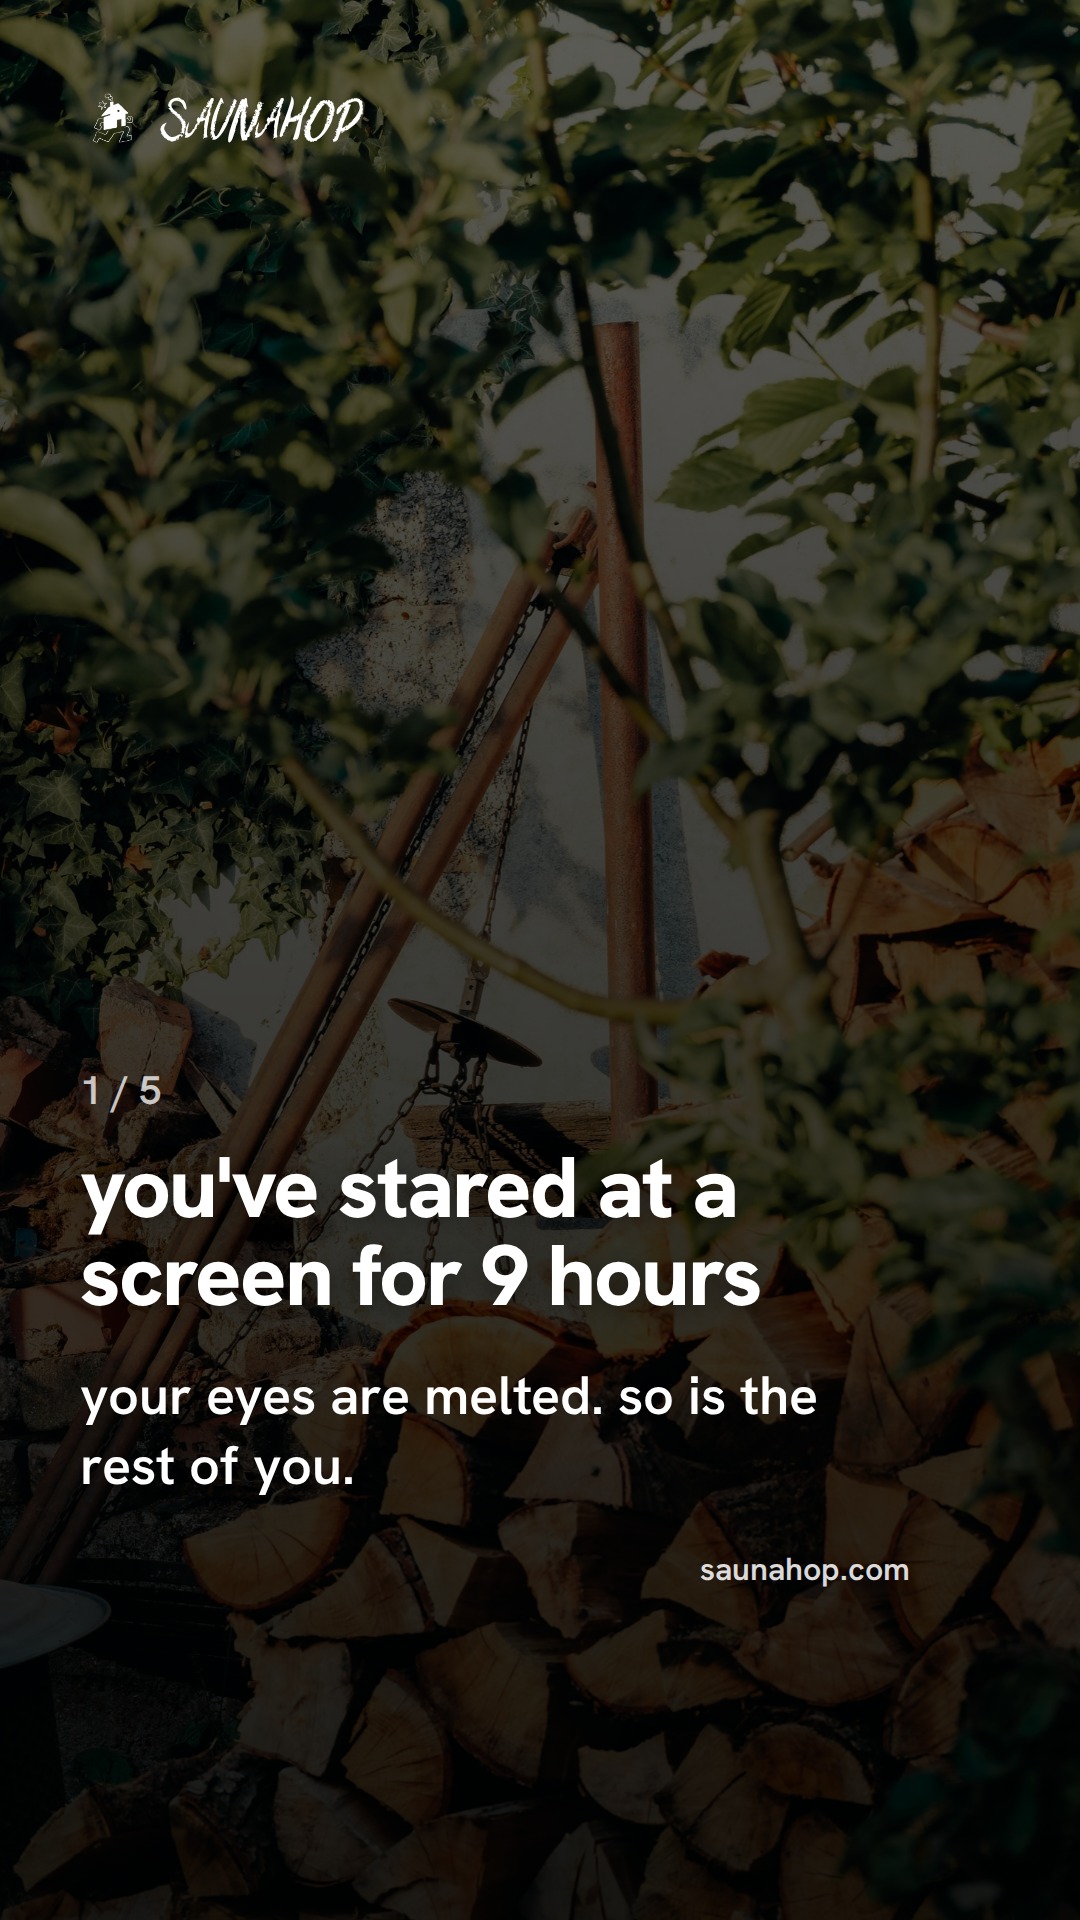 SAUNAHOP
1 / 5
you've stared at a
screen for 9 hours
your eyes are melted. so is the
rest of you.
saunahop.com